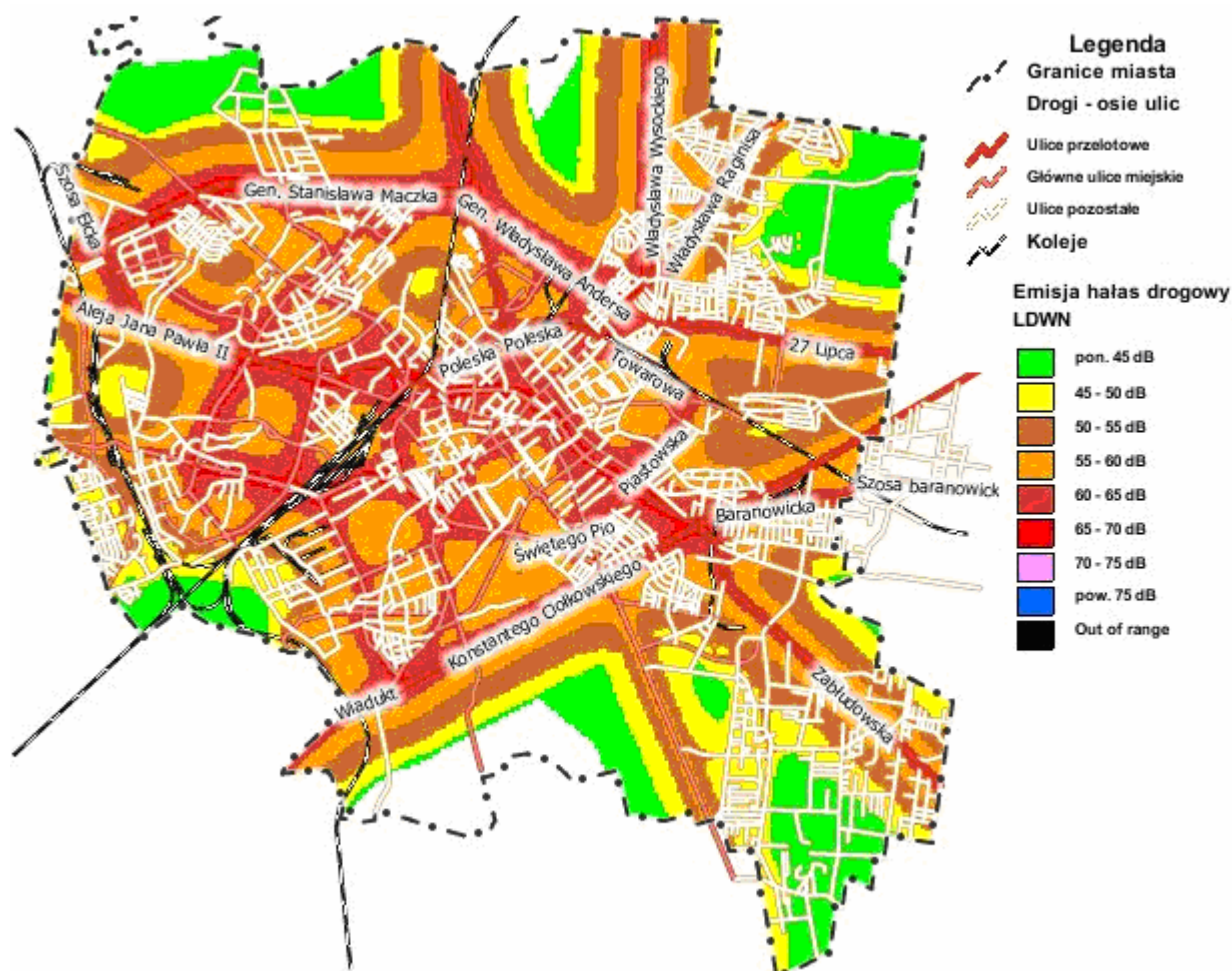 Legenda
Granice miasta
Drogi - osie ulic
Ulice przelotowe
Główne ulice miejskie
Ulice pozostałe
Koleje
Emisja hałas drogowy
LDWN
pon. 45 dB
45 - 50 dB
50 - 55 dB
55 - 60 dB
60 - 65 dB
65 - 70 dB
70 - 75 dB
pow. 75 dB
Out of range
Szosa Ełcka
Gen. Stanisława Maczka
Gen. Władysława Andersa
Władysława Wysockiego
Władysława Raginisa
Aleja Jana Pawła II
Poleska Poleska
Towarowa
27 Lipca
Piastowska
Szosa baranowick
Baranowicka
Świętego Pio
Konstantego Ciołkowskiego
Wiadukt
Zabłudowska